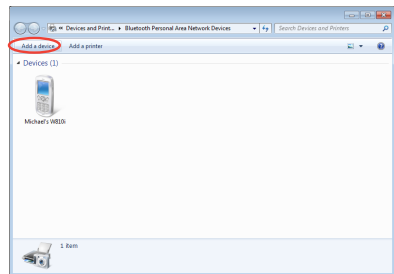 « Devices and Print... ▸ Bluetooth Personal Area Network Devices
Search Devices and Printers
Add a device
Add a printer
Devices (1)
Michael's W810i
1 item